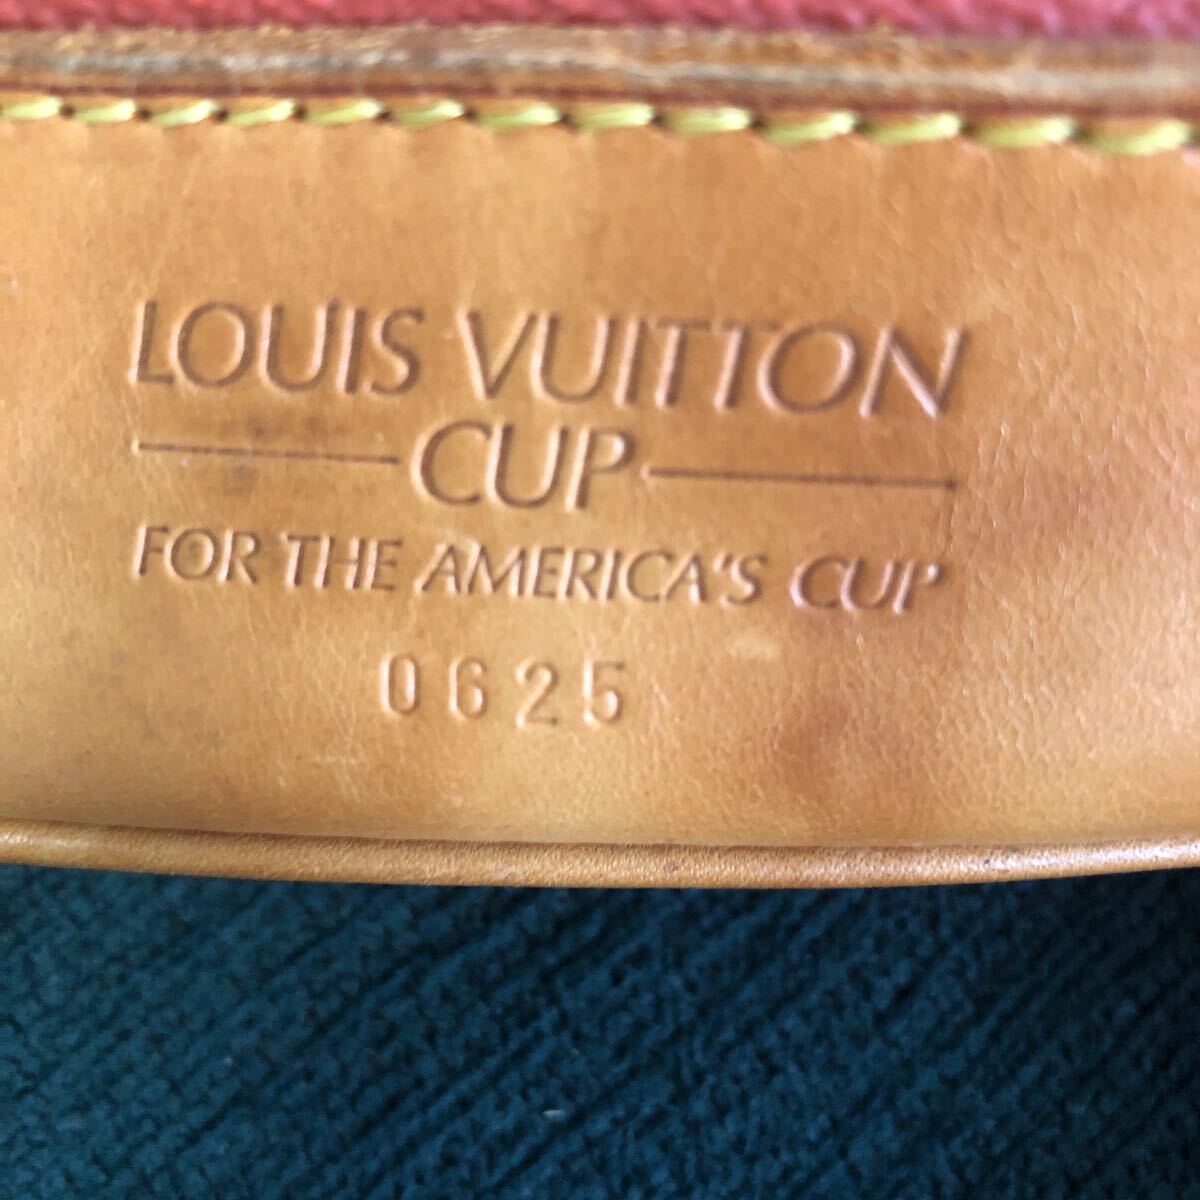 LOUIS VUITTON
CUP
FOR THE AMERICA'S CUP
0625